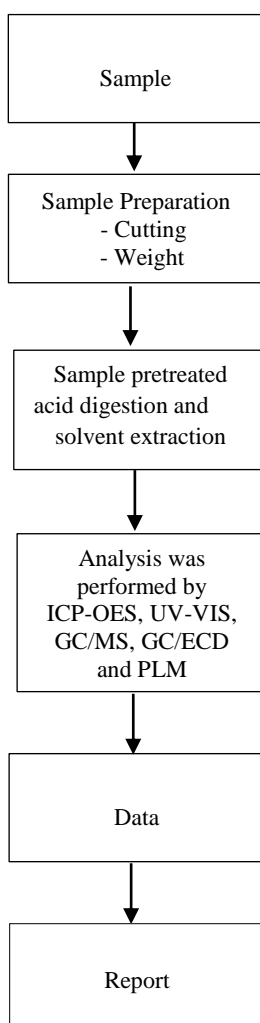 Sample
Sample Preparation
- Cutting
- Weight
Sample pretreated
acid digestion and
solvent extraction
Analysis was
performed by
ICP-OES, UV-VIS,
GC/MS, GC/ECD
and PLM
Data
Report